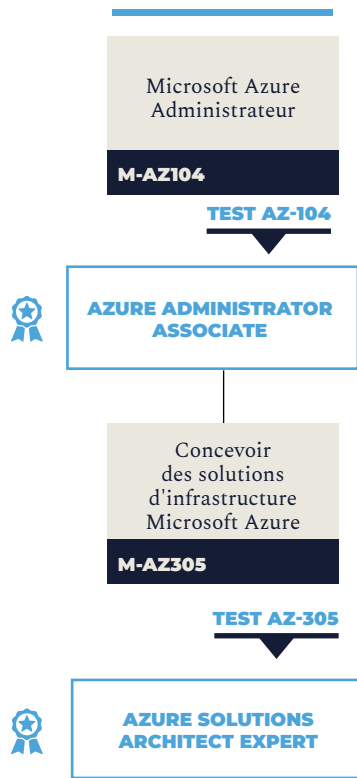 Microsoft Azure
Administrateur
M-AZ104
TEST AZ-104
AZURE ADMINISTRATOR
ASSOCIATE
Concevoir
des solutions
d'infrastructure
Microsoft Azure
M-AZ305
TEST AZ-305
AZURE SOLUTIONS
ARCHITECT EXPERT